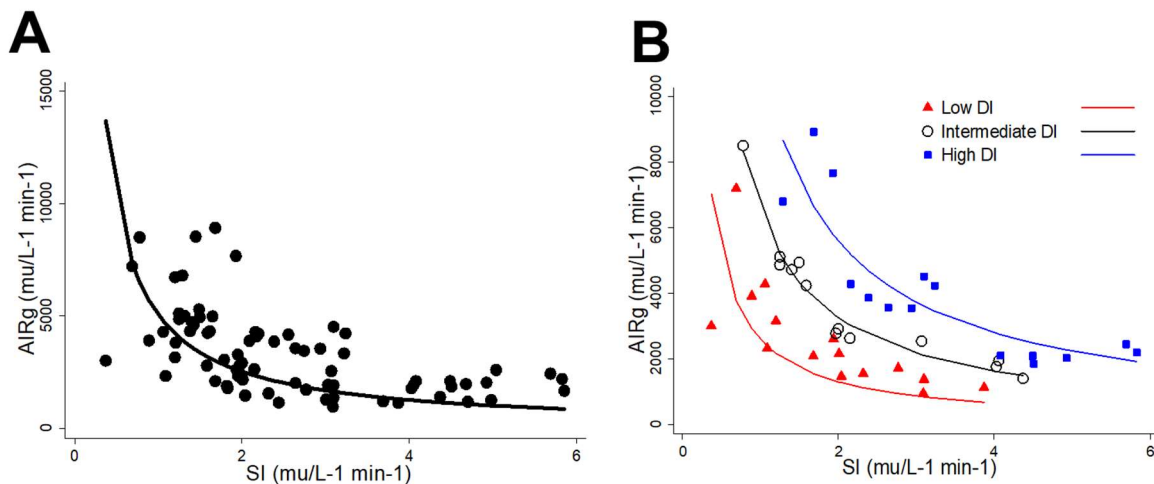 A
AIRg (mu/L-1 min-1)
15000
10000
5000
0
0
2
4
6
SI (mu/L-1 min-1)
B
AIRg (mu/L-1 min-1)
10000
8000
6000
4000
2000
0
Low DI
Intermediate DI
High DI
0
2
4
6
SI (mu/L-1 min-1)